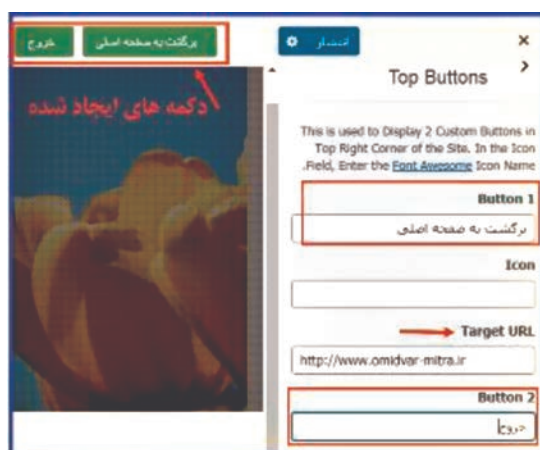 خروج
برگشت به صفحه اصلی
انتشار
×
دکمه های ایجاد شده
Top Buttons
This is used to Display 2 Custom Buttons in
Top Right Corner of the Site. In the Icon
.Field, Enter the Font Awesome Icon Name
Button 1
برگشت به صفحه اصلی
Icon
Target URL
http://www.omidvar-mitra.ir
Button 2
خروج